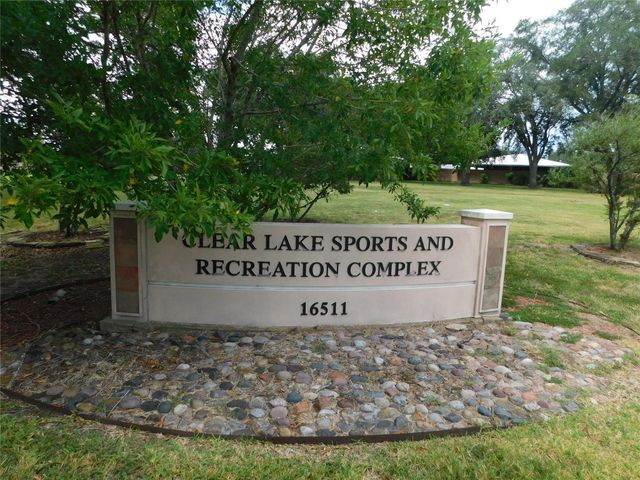 CLEAR LAKE SPORTS AND
RECREATION COMPLEX
16511